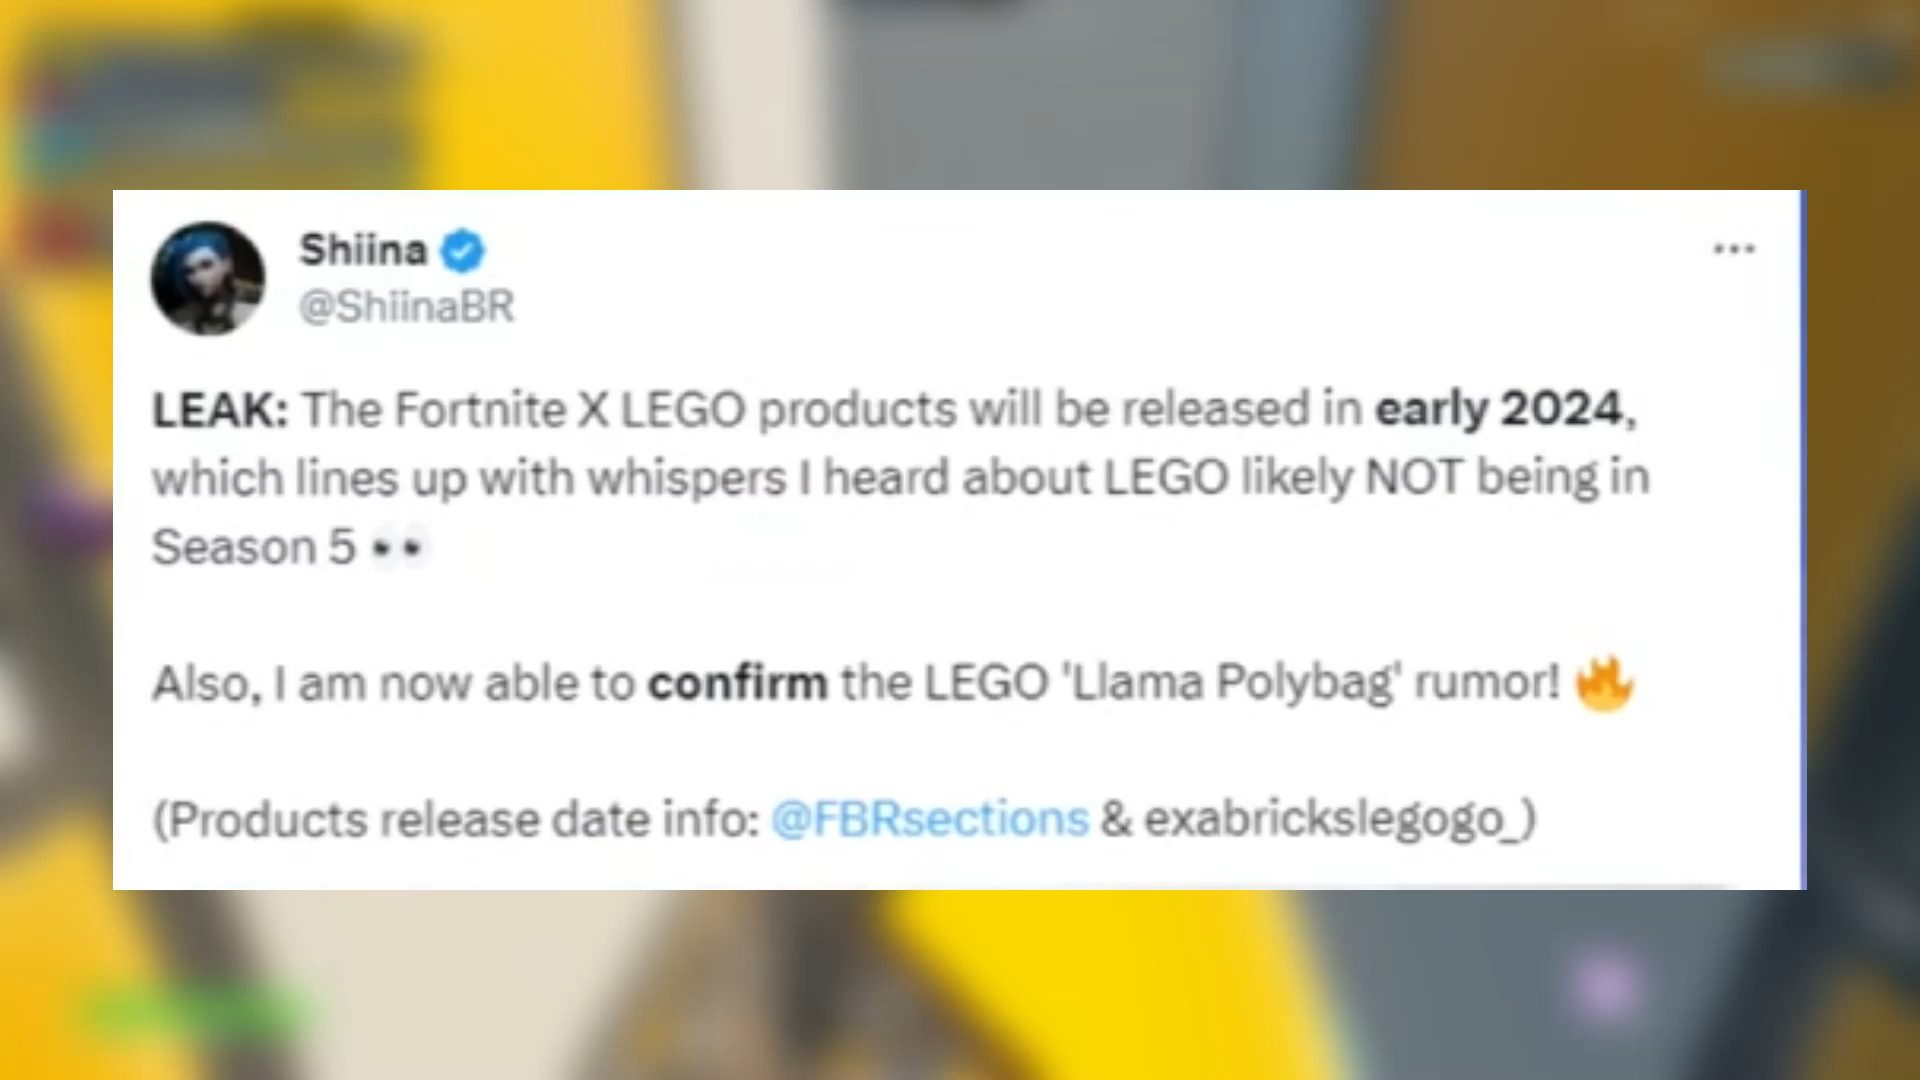 Shiina
@ShiinaBR
LEAK: The Fortnite X LEGO products will be released in early 2024,
which lines up with whispers I heard about LEGO likely NOT being in
Season 5 👀
Also, I am now able to confirm the LEGO 'Llama Polybag' rumor! 🔥
(Products release date info: @FBRsections & exabrickslegogo_)